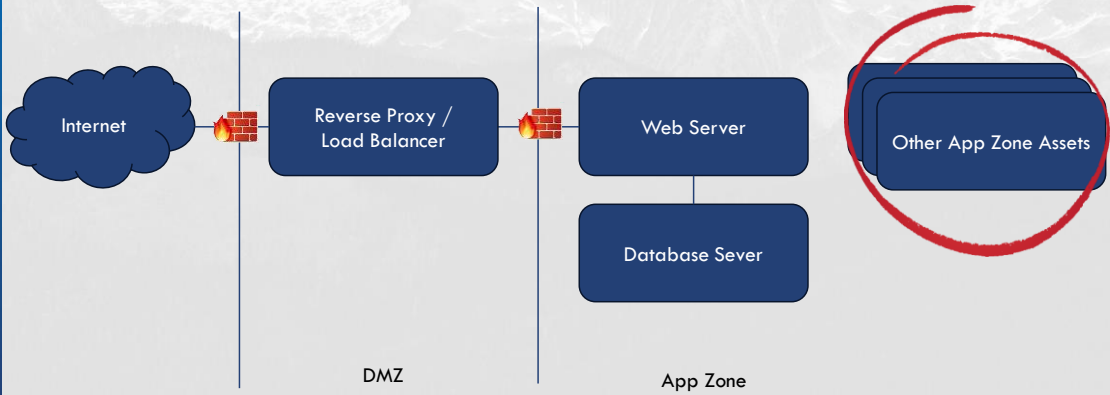 Internet
Reverse Proxy /
Load Balancer
Web Server
Other App Zone Assets
Database Sever
DMZ
App Zone